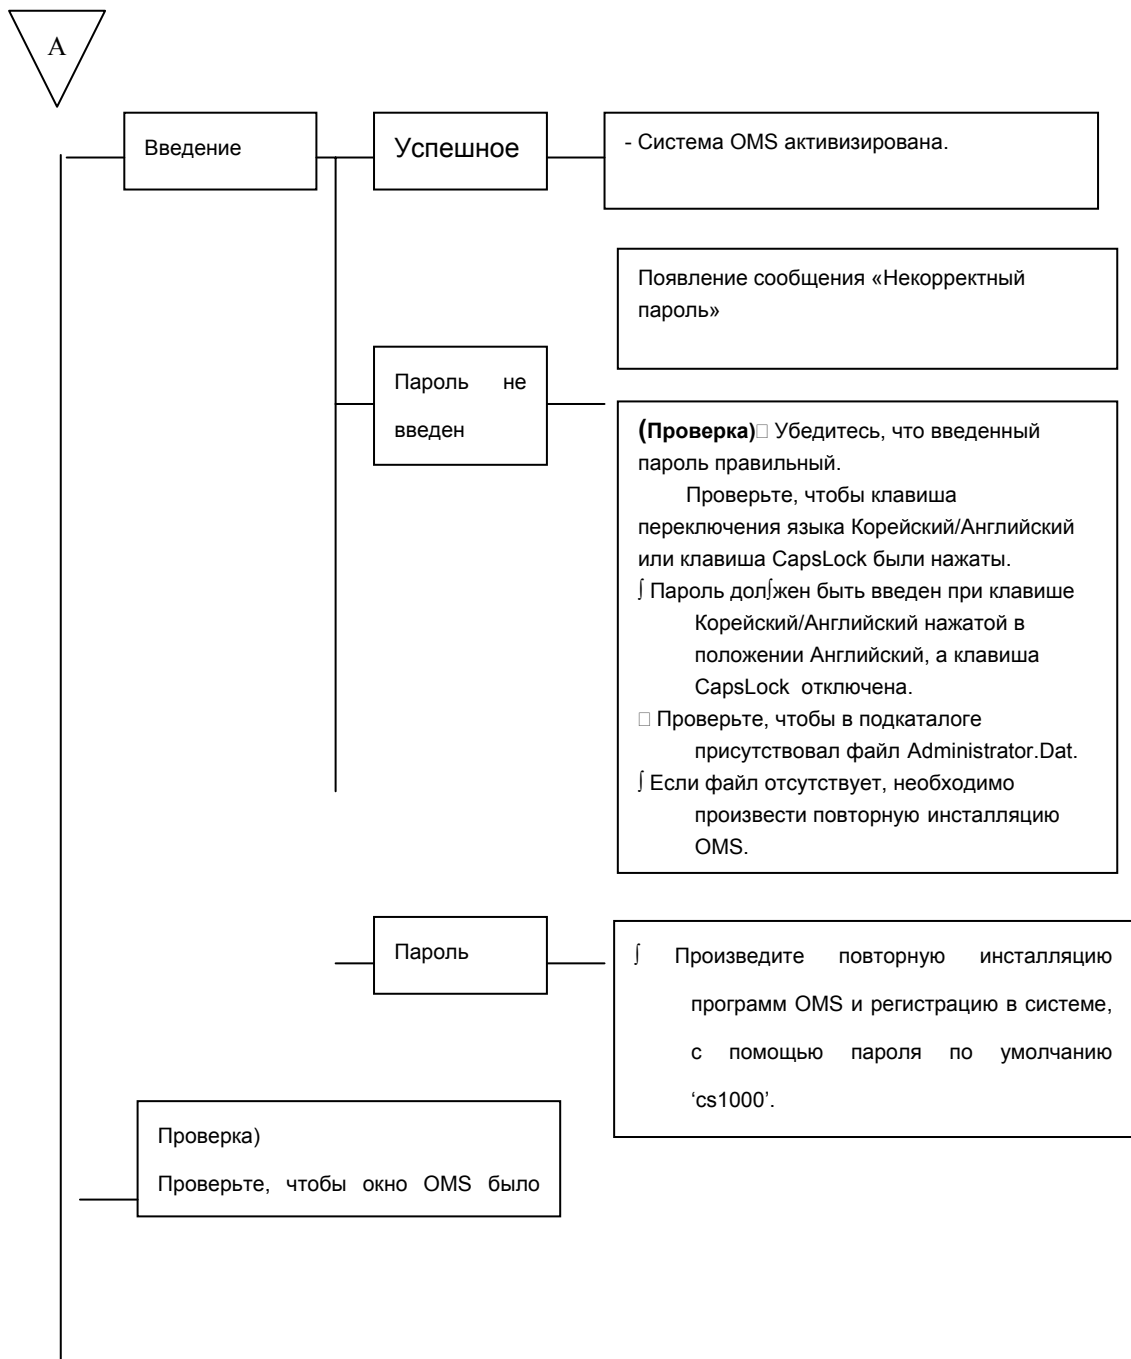 A
Введение
Успешное
- Система OMS активизирована.
Появление сообщения «Некорректный
пароль»
Пароль не
введен
(Проверка)□ Убедитесь, что введенный
пароль правильный.
Проверьте, чтобы клавиша
переключения языка Корейский/Английский
или клавиша CapsLock были нажаты.
⌠ Пароль дол⌠жен быть введен при клавише
Корейский/Английский нажатой в
положении Английский, а клавиша
CapsLock отключена.
□ Проверьте, чтобы в подкаталоге
присутствовал файл Administrator.Dat.
⌠ Если файл отсутствует, необходимо
произвести повторную инсталляцию
OMS.
Пароль
⌠ Произведите повторную инсталляцию
программ OMS и регистрацию в системе,
с помощью пароля по умолчанию
‘cs1000’.
Проверка)
Проверьте, чтобы окно OMS было